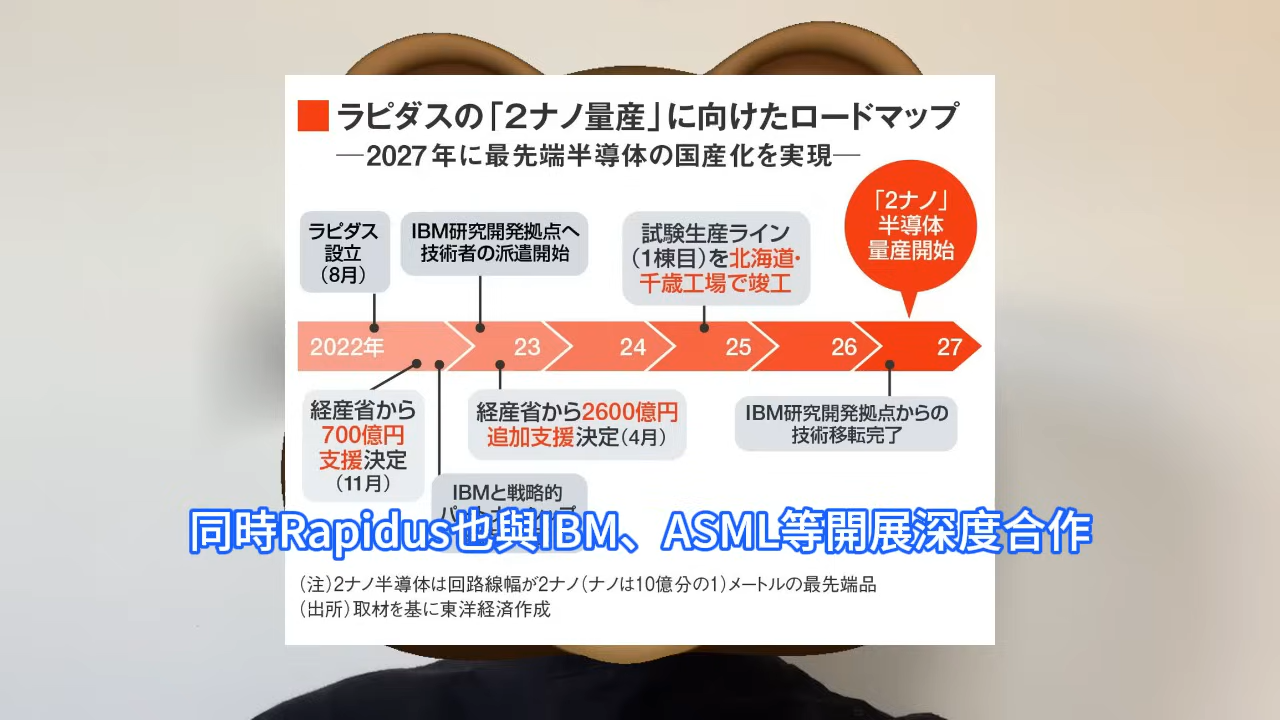 ラピダスの「2ナノ量産」に向けたロードマップ
―2027年に最先端半導体の国産化を実現―
「2ナノ」
半導体
量産開始
ラピダス
設立
（8月）
IBM研究開発拠点へ
技術者の派遣開始
試験生産ライン
（1棟目）を北海道・
千歳工場で竣工
2022年
23
24
25
26
27
経産省から
700億円
支援決定
（11月）
経産省から2600億円
追加支援決定（4月）
IBM研究開発拠点からの
技術移転完了
IBMと戦略的
同時Rapidus也與IBM、ASML等開展深度合作
（注）2ナノ半導体は回路線幅が2ナノ（ナノは10億分の1）メートルの最先端品
（出所）取材を基に東洋経済作成